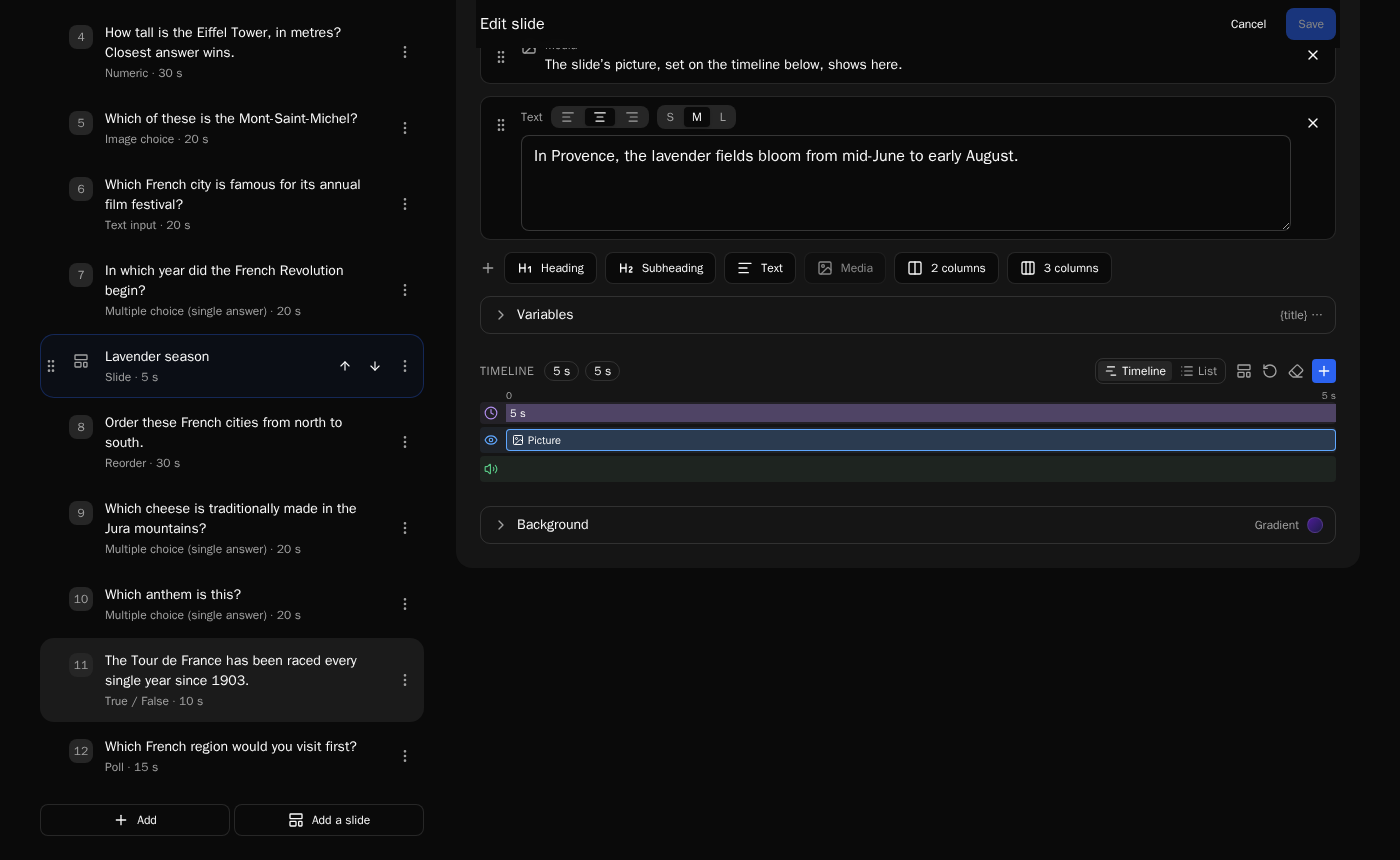 4
How tall is the Eiffel Tower, in metres?
Closest answer wins.
Numeric · 30 s
5
Which of these is the Mont-Saint-Michel?
Image choice · 20 s
6
Which French city is famous for its annual
film festival?
Text input · 20 s
7
In which year did the French Revolution
begin?
Multiple choice (single answer) · 20 s
Lavender season
Slide · 5 s
8
Order these French cities from north to
south.
Reorder · 30 s
9
Which cheese is traditionally made in the
Jura mountains?
Multiple choice (single answer) · 20 s
10
Which anthem is this?
Multiple choice (single answer) · 20 s
11
The Tour de France has been raced every
single year since 1903.
True / False · 10 s
12
Which French region would you visit first?
Poll · 15 s
Add
Add a slide
Edit slide
Cancel
Save
Media
The slide’s picture, set on the timeline below, shows here.
Text
S M L
In Provence, the lavender fields bloom from mid-June to early August.
H1 Heading
H2 Subheading
Text
Media
2 columns
3 columns
Variables
{title} ···
TIMELINE
5 s
5 s
Timeline
List
0
5 s
5 s
Picture
Background
Gradient